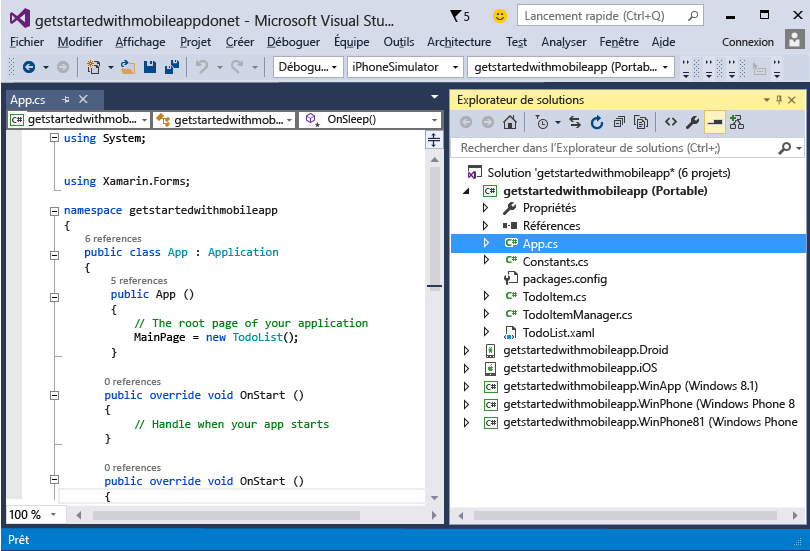 getstartedwithmobileappdonet - Microsoft Visual Stu...
5
Lancement rapide (Ctrl+Q)
Fichier Modifier Affichage Projet Créer Déboguer Équipe Outils Architecture Test Analyser Fenêtre Aide Connexion
Débogu... iPhoneSimulator getstartedwithmobileapp (Portab...
App.cs
getstartedwithmob... getstartedwithmob... OnSleep()
using System;
using Xamarin.Forms;
namespace getstartedwithmobileapp
{
6 references
public class App : Application
{
5 references
public App ()
{
// The root page of your application
MainPage = new TodoList();
}
0 references
public override void OnStart ()
{
// Handle when your app starts
}
0 references
public override void OnStart ()
{
100 %
Explorateur de solutions
Rechercher dans l'Explorateur de solutions (Ctrl+;)
Solution 'getstartedwithmobileapp* (6 projets)
C# getstartedwithmobileapp (Portable)
Propriétés
Références
C# App.cs
C# Constants.cs
packages.config
C# TodoItem.cs
C# TodoItemManager.cs
TodoList.xaml
getstartedwithmobileapp.Droid
getstartedwithmobileapp.iOS
C# getstartedwithmobileapp.WinApp (Windows 8.1)
C# getstartedwithmobileapp.WinPhone (Windows Phone 8
C# getstartedwithmobileapp.WinPhone81 (Windows Phone
Prêt